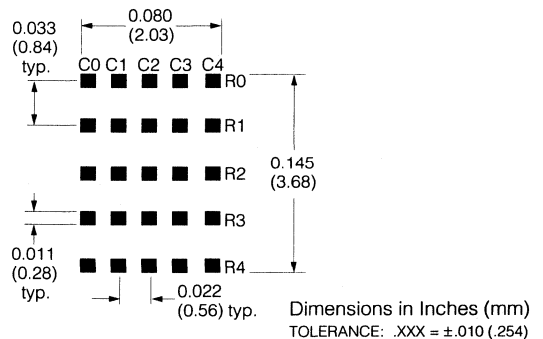 0.080
(2.03)
0.033
(0.84)
typ.
C0 C1 C2 C3 C4
R0
R1
R2
R3
R4
0.145
(3.68)
0.011
(0.28)
typ.
0.022
(0.56) typ.
Dimensions in Inches (mm)
TOLERANCE: .XXX = ±.010 (.254)